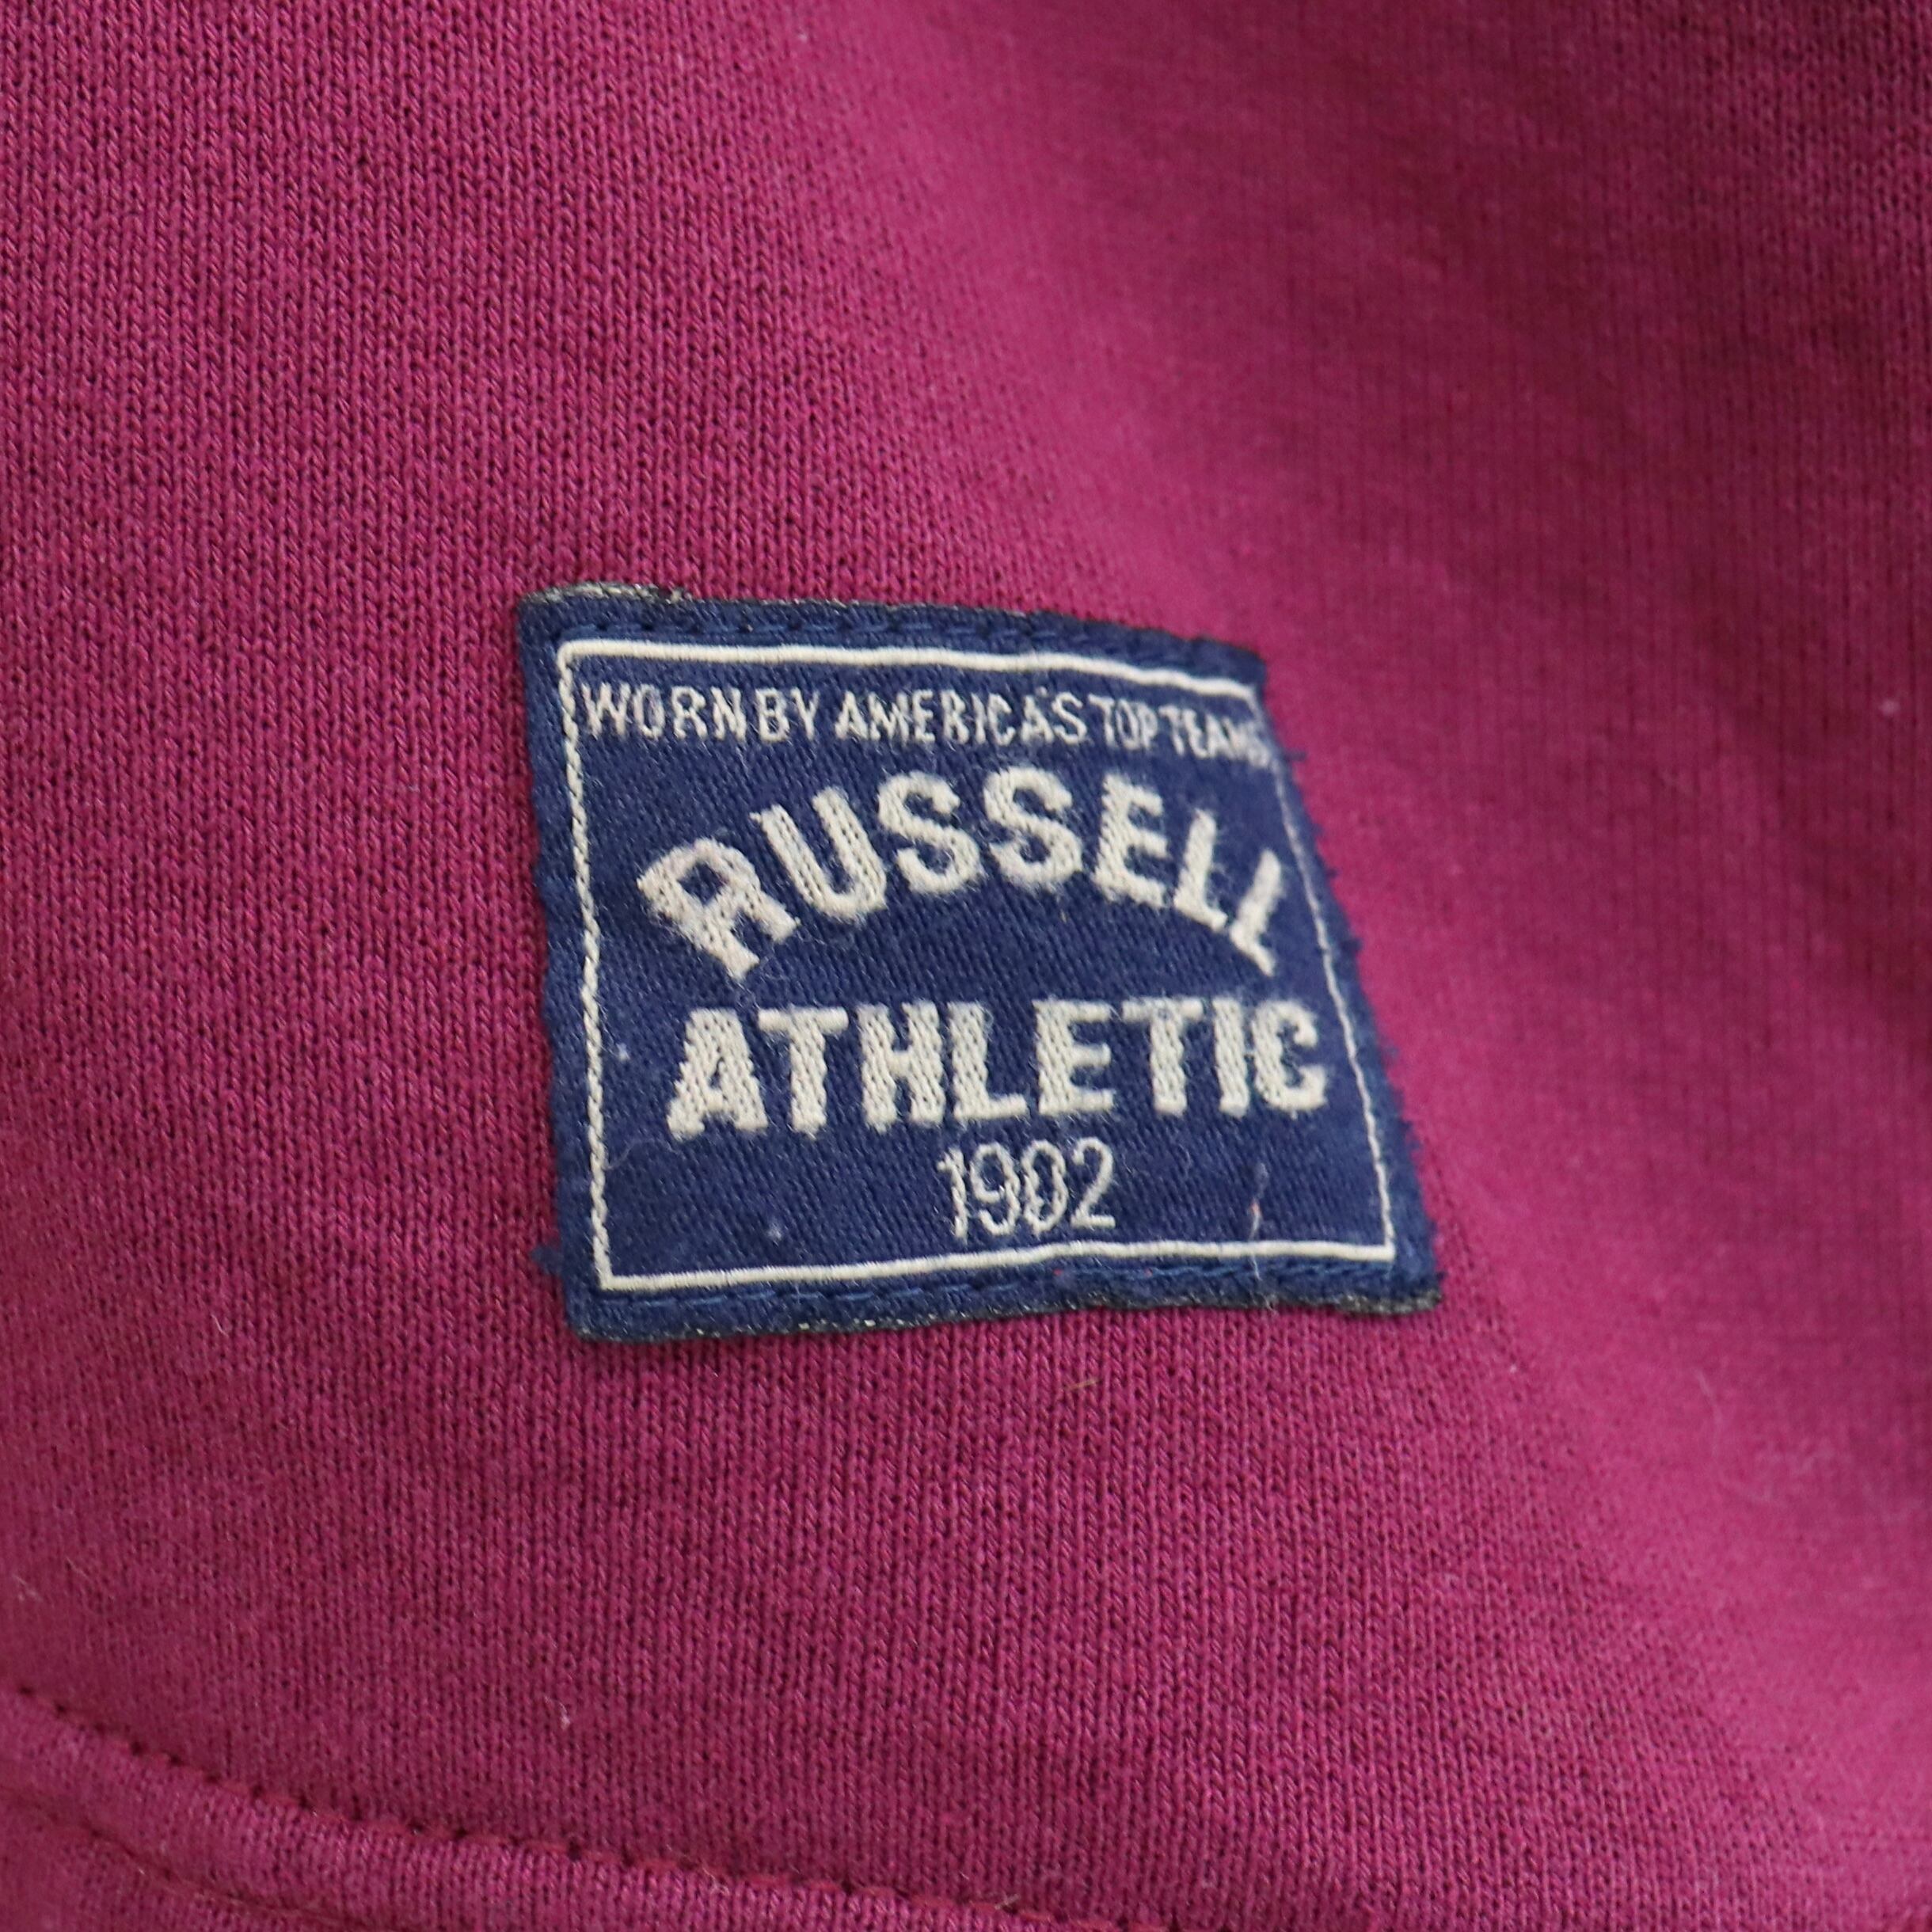 WORN BY AMERICA'S TOP TEAMS
RUSSELL
ATHLETIC
1902